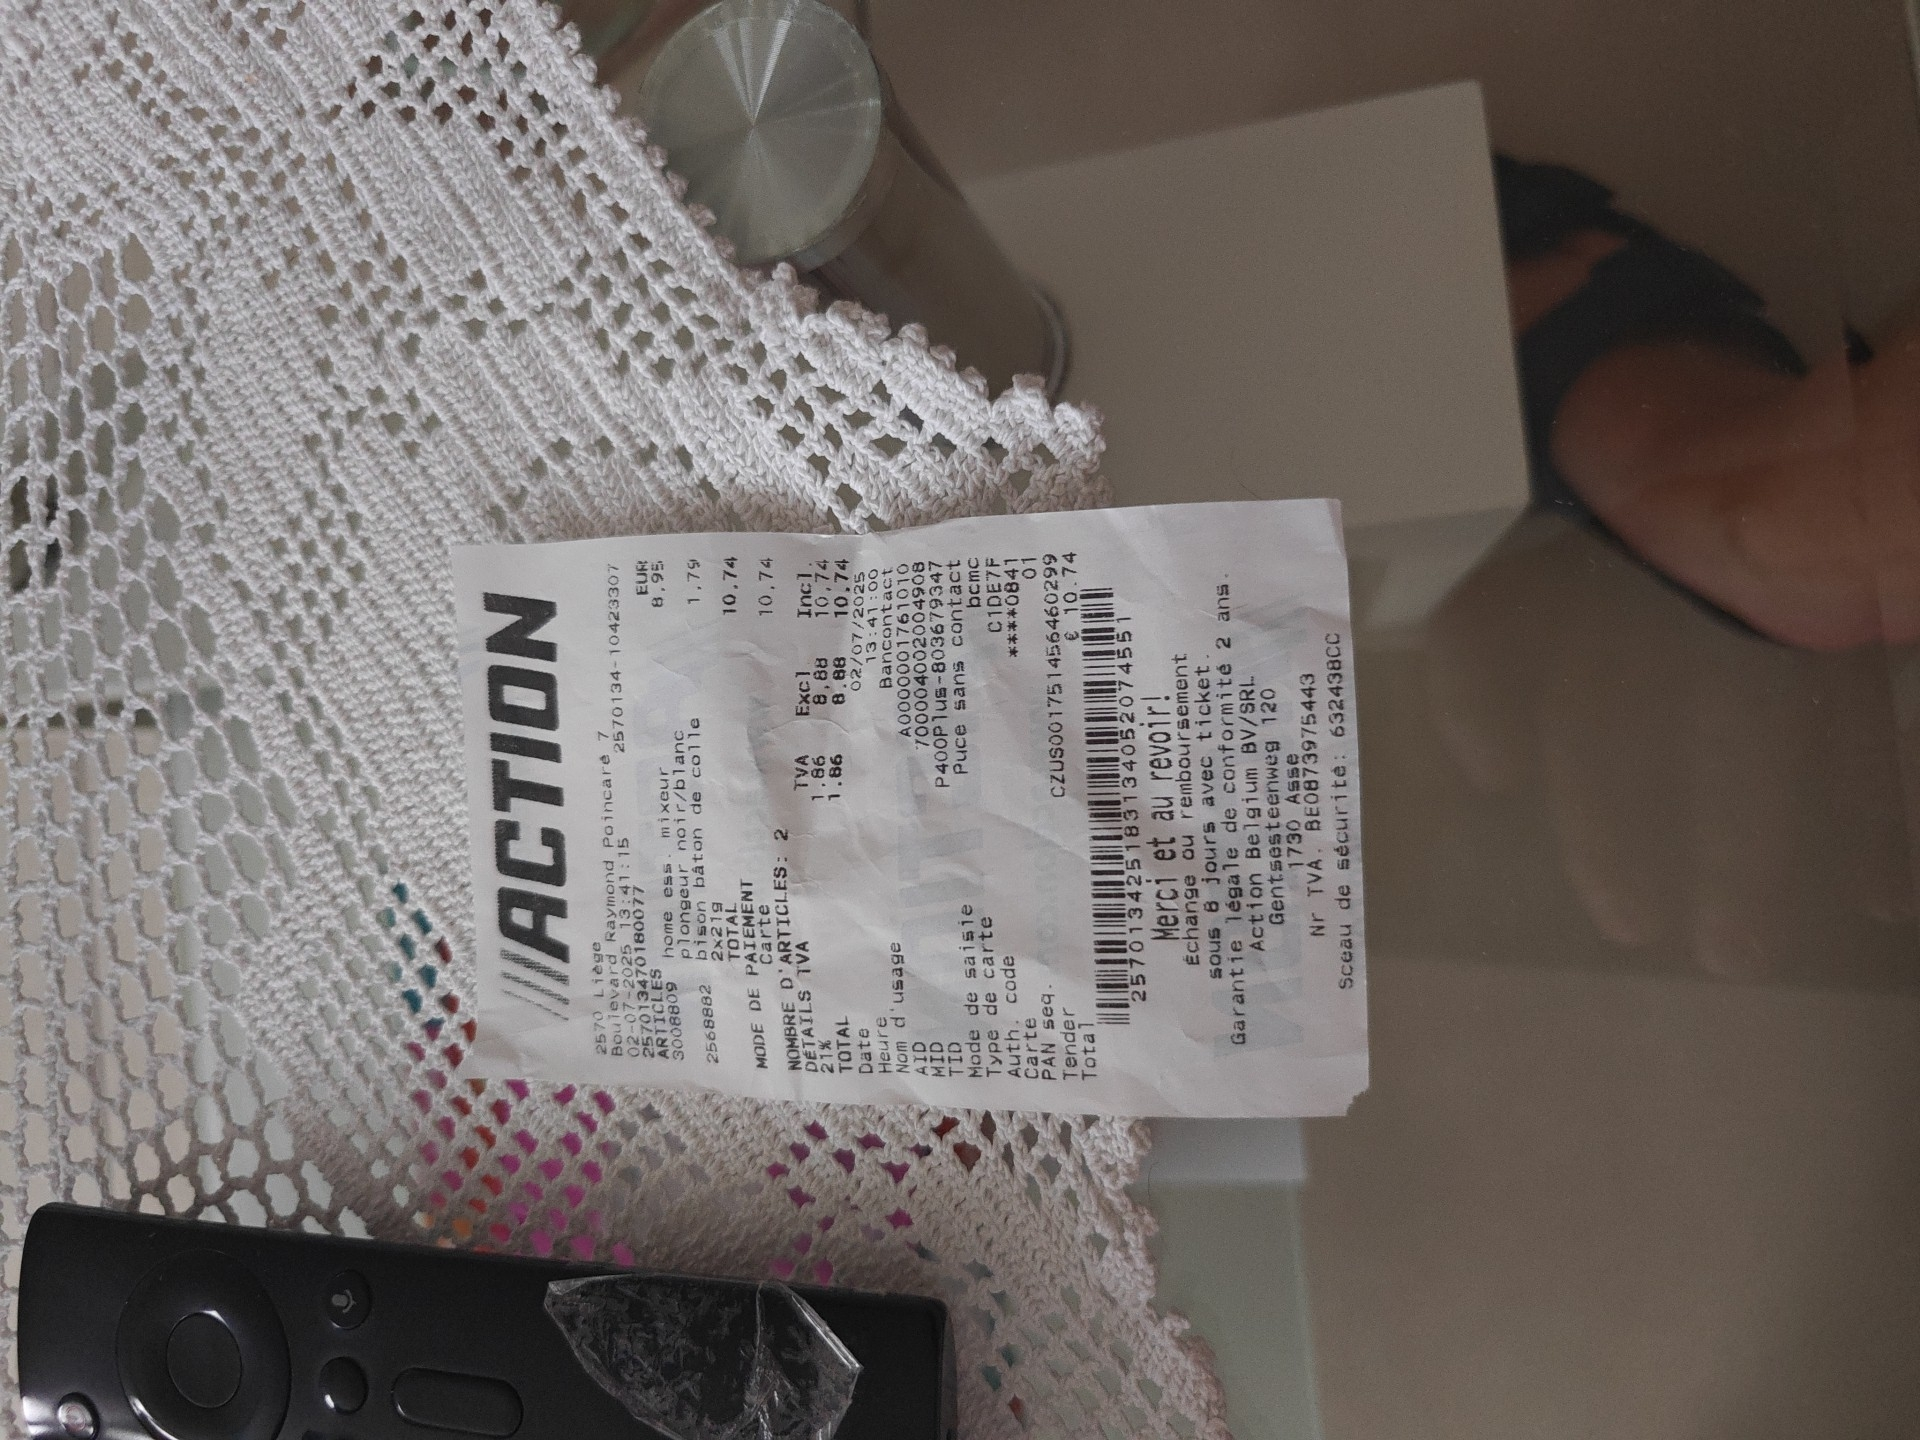 ACTION
2570 Liège
Boulevard Raymond Poincaré 7
02-07-2025 13:41:15 2570134-10423307
257013470180077
ARTICLES EUR
3008809 home ess. mixeur 8,95
plongeur noir/blanc
2568882 bison bâton de colle 1,79
2x21g
TOTAL 10,74
MODE DE PAIEMENT
Carte 10,74
NOMBRE D'ARTICLES: 2
DÉTAILS TVA TVA Excl Incl.
21% 1.86 8,88 10,74
TOTAL 1.86 8.88 10.74
Date 02/07/2025
Heure 13:41:00
Nom d'usage Bancontact
AID A0000001761010
MID 70004002004908
TID P400Plus-803679347
Mode de saisie Puce sans contact
Type de carte bcmc
Auth. code C1DE7F
Carte *****0841
PAN seq. 01
Tender CZUS001751456460299
Total € 10.74
257013425183134052074551
Merci et au revoir!
Échange ou remboursement
sous 8 jours avec ticket.
Garantie légale de conformité 2 ans.
Action Belgium BV/SRL
Gentsesteenweg 120
1730 Asse
Nr TVA. BE0873975443
Sceau de sécurité: 632438CC